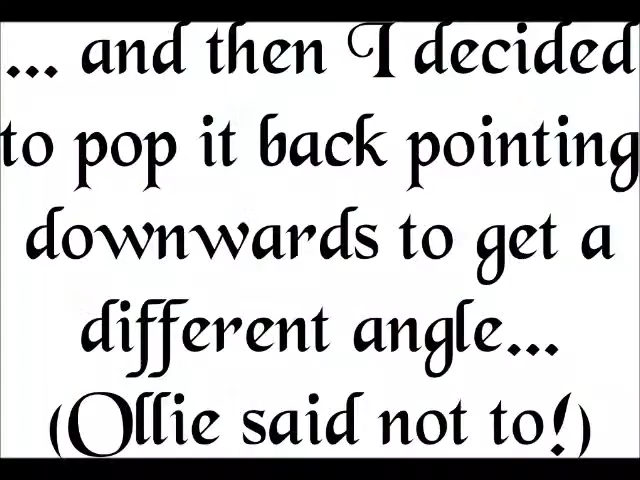 ... and then I decided
to pop it back pointing
downwards to get a
different angle...
(Ollie said not to!)